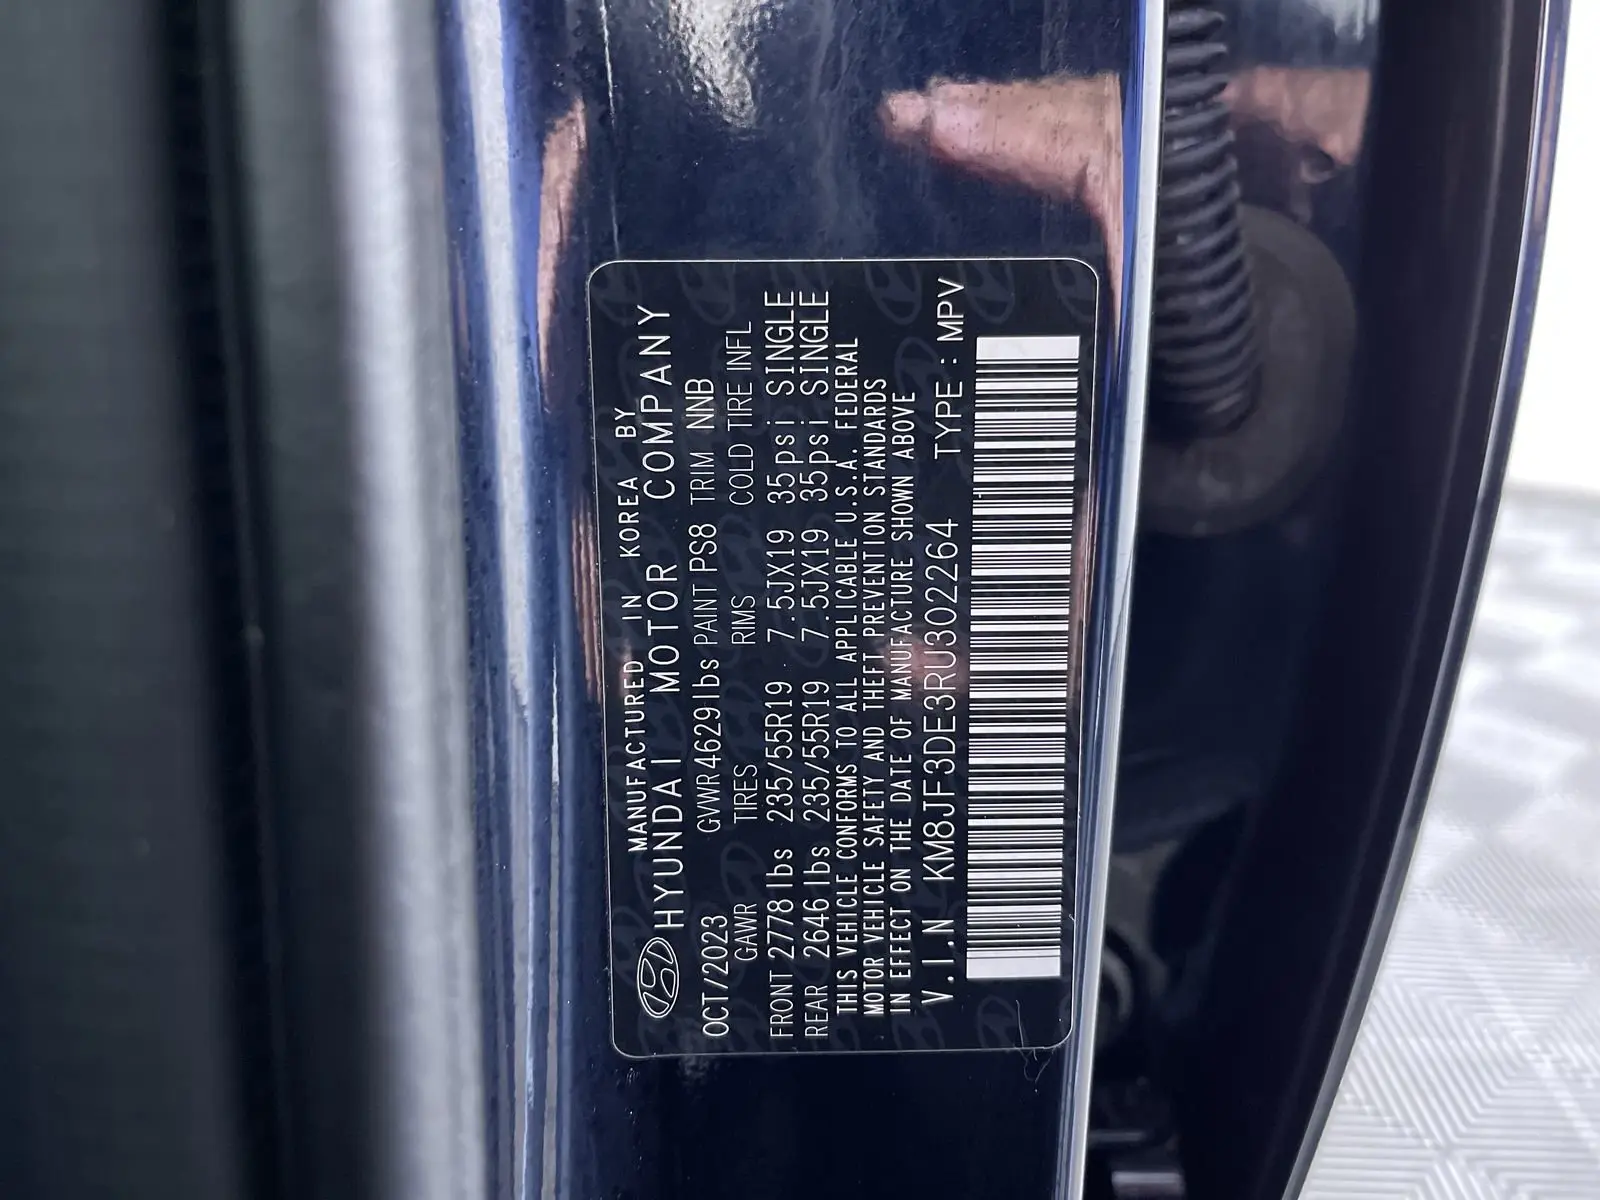 MANUFACTURED IN KOREA BY
HYUNDAI MOTOR COMPANY
OCT/2023 GVWR4629lbs PAINT PS8 TRIM NNB
GAWR TIRES RIMS COLD TIRE INFL
FRONT 2778lbs 235/55R19 7.5JX19 35psi SINGLE
REAR 2646lbs 235/55R19 7.5JX19 35psi SINGLE
THIS VEHICLE CONFORMS TO ALL APPLICABLE U.S.A. FEDERAL
MOTOR VEHICLE SAFETY AND THEFT PREVENTION STANDARDS
IN EFFECT ON THE DATE OF MANUFACTURE SHOWN ABOVE
V.I.N KM8JF3DE3RU302264 TYPE : MPV